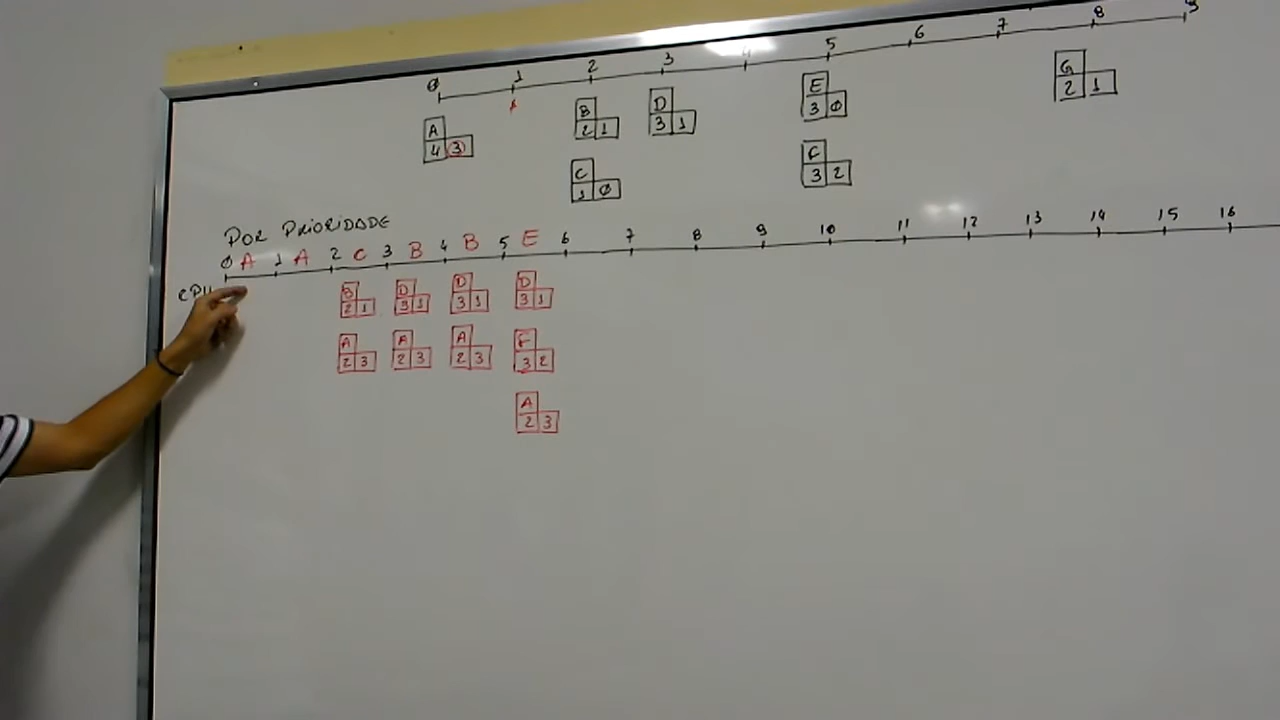 0 1 2 3 4 5 6 7 8 9
A
4 3
B
2 1
C
1 0
D
3 1
E
3 0
F
3 2
G
2 1
POR PRIORIDADE
0 A 1 A 2 C 3 B 4 B 5 E 6 7 8 9 10 11 12 13 14 15 16
CPU
B D D D
2 1 3 1 3 1 3 1
A A A F
2 3 2 3 2 3 3 2
A
2 3